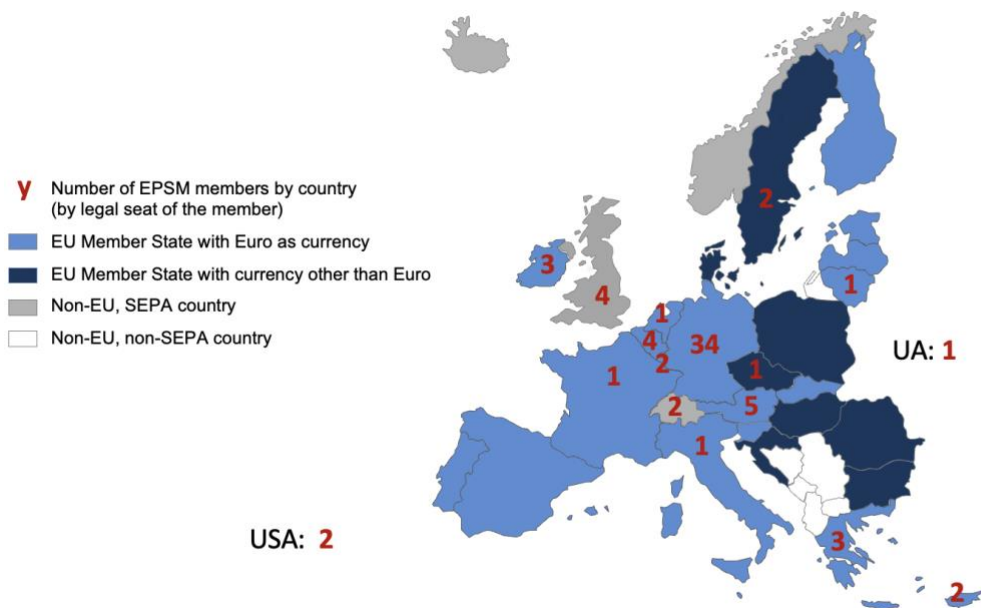 y Number of EPSM members by country
(by legal seat of the member)
EU Member State with Euro as currency
EU Member State with currency other than Euro
Non-EU, SEPA country
Non-EU, non-SEPA country
2
3
4
1
1
4
34
2
1
1
UA: 1
2
5
1
USA: 2
3
2